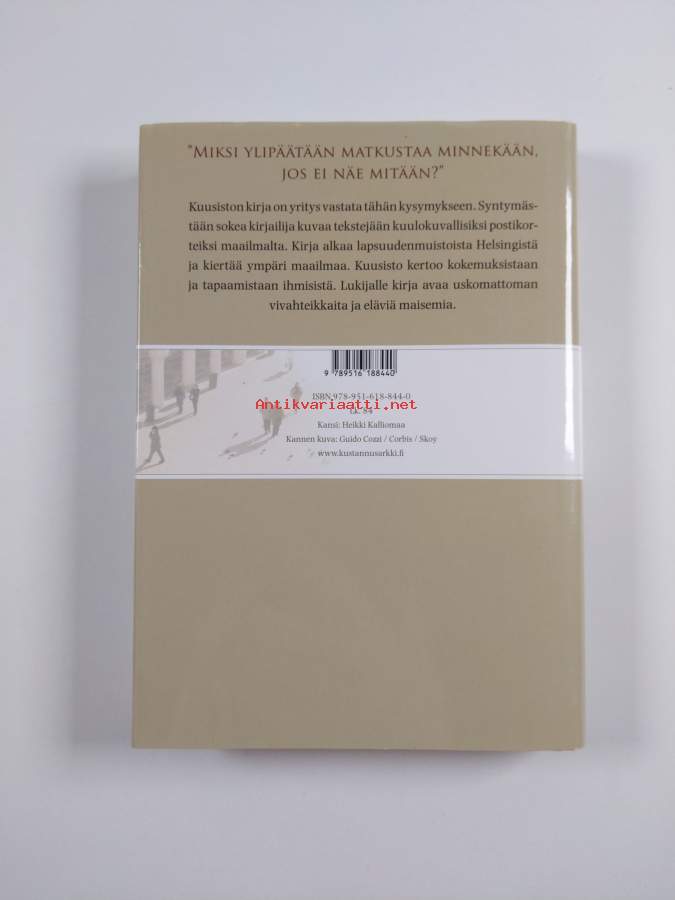 "MIKSI YLIPÄÄTÄÄN MATKUSTAA MINNEKÄÄN,
JOS EI NÄE MITÄÄN?"
Kuusiston kirja on yritys vastata tähän kysymykseen. Syntymäs-
tään sokea kirjailija kuvaa tekstejään kuulokuvallisiksi postikor-
teiksi maailmalta. Kirja alkaa lapsuudenmuistoista Helsingistä
ja kiertää ympäri maailmaa. Kuusisto kertoo kokemuksistaan
ja tapaamistaan ihmisistä. Lukijalle kirja avaa uskomattoman
vivahteikkaita ja eläviä maisemia.
9 789516 188440
ISBN 978-951-618-844-0
Antikvariaatti.net
Lk. 84
Kansi: Heikki Kalliomaa
Kannen kuva: Guido Cozzi / Corbis / Skoy
www.kustannusarkki.fi